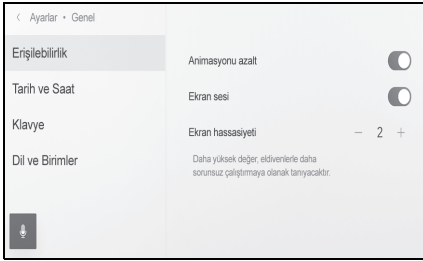 Ayarlar • Genel
Erişilebilirlik
Tarih ve Saat
Klavye
Dil ve Birimler
Animasyonu azalt
Ekran sesi
Ekran hassasiyeti
− 2 +
Daha yüksek değer, eldivenlerle daha
sorunsuz çalıştırmaya olanak tanıyacaktır.